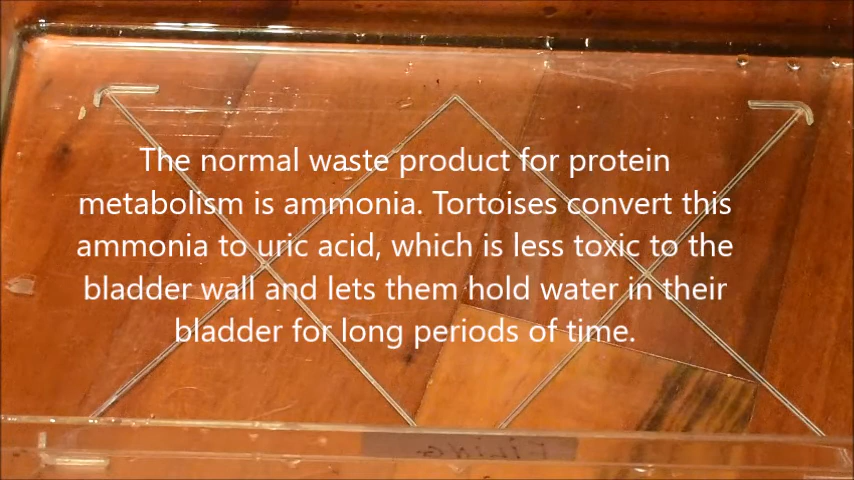 The normal waste product for protein
metabolism is ammonia. Tortoises convert this
ammonia to uric acid, which is less toxic to the
bladder wall and lets them hold water in their
bladder for long periods of time.